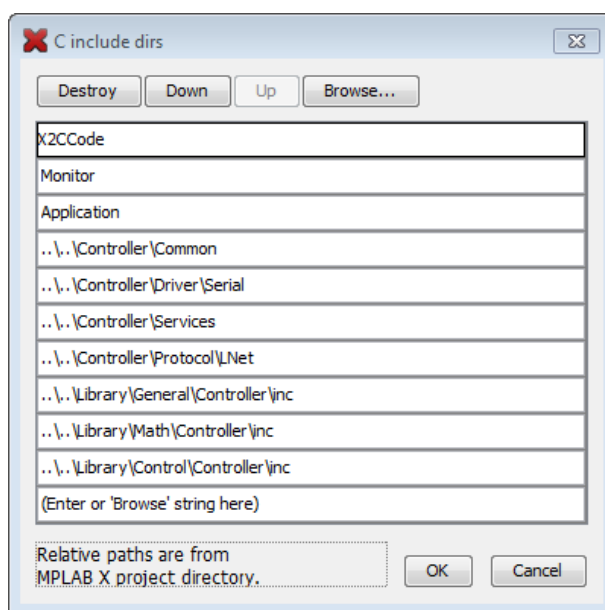 C include dirs
Destroy Down Up Browse...
X2CCode
Monitor
Application
..\..\Controller\Common
..\..\Controller\Driver\Serial
..\..\Controller\Services
..\..\Controller\Protocol\LNet
..\..\Library\General\Controller\inc
..\..\Library\Math\Controller\inc
..\..\Library\Control\Controller\inc
(Enter or 'Browse' string here)
Relative paths are from
MPLAB X project directory.
OK Cancel